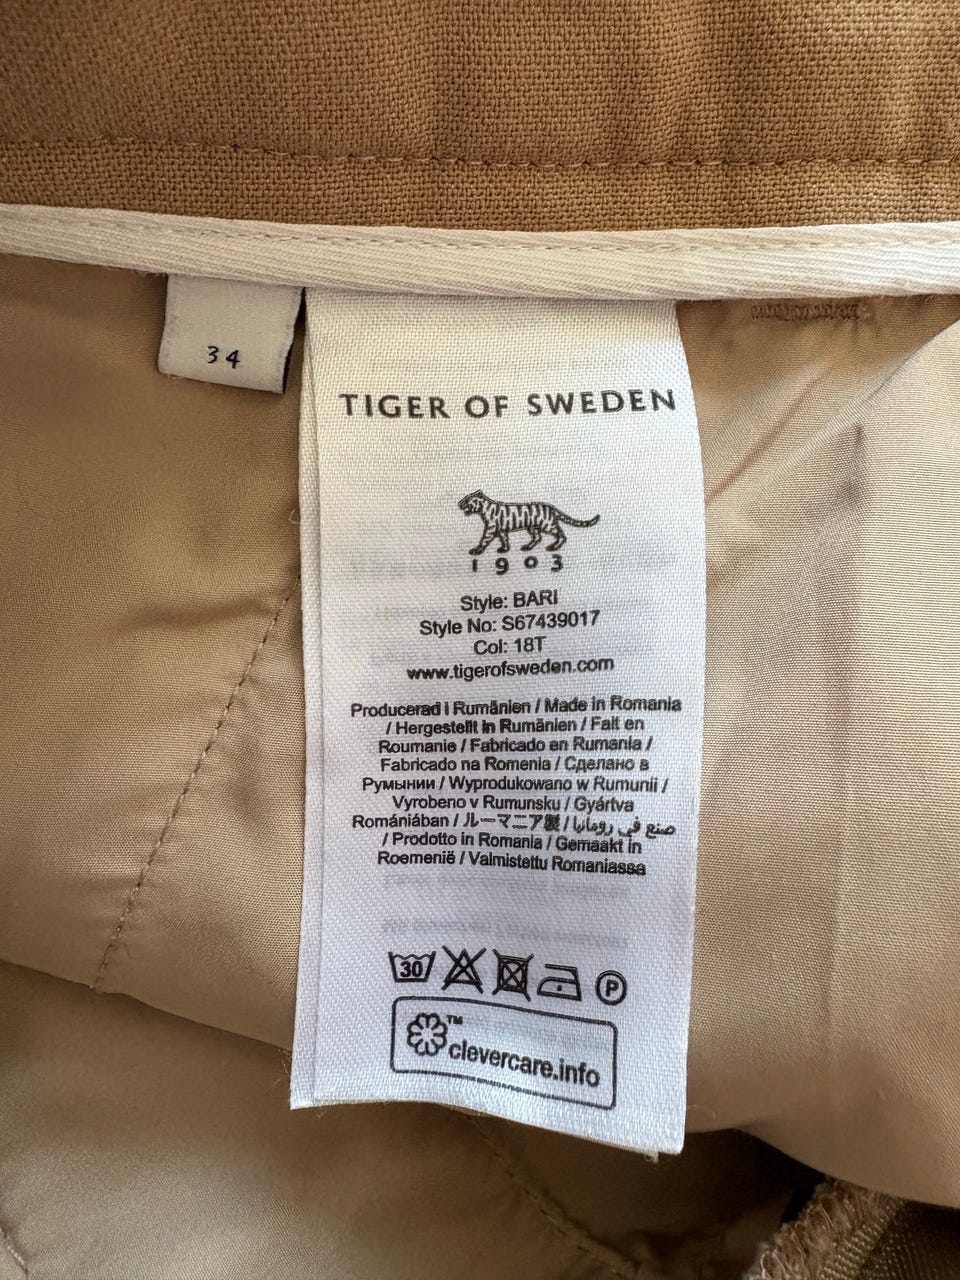 34
TIGER OF SWEDEN
1903
Style: BARI
Style No: S67439017
Col: 18T
www.tigerofsweden.com
Producerad i Rumänien / Made in Romania
/ Hergestellt in Rumänien / Fait en
Roumanie / Fabricado en Rumania /
Fabricado na Romenia / Сделано в
Румынии / Wyprodukowano w Rumunii /
Vyrobeno v Rumunsku / Gyártva
Romániában / ルーマニア製 / صنع في رومانيا
/ Prodotto in Romania / Gemaakt in
Roemenië / Valmistettu Romaniassa
30 P
TM
clevercare.info